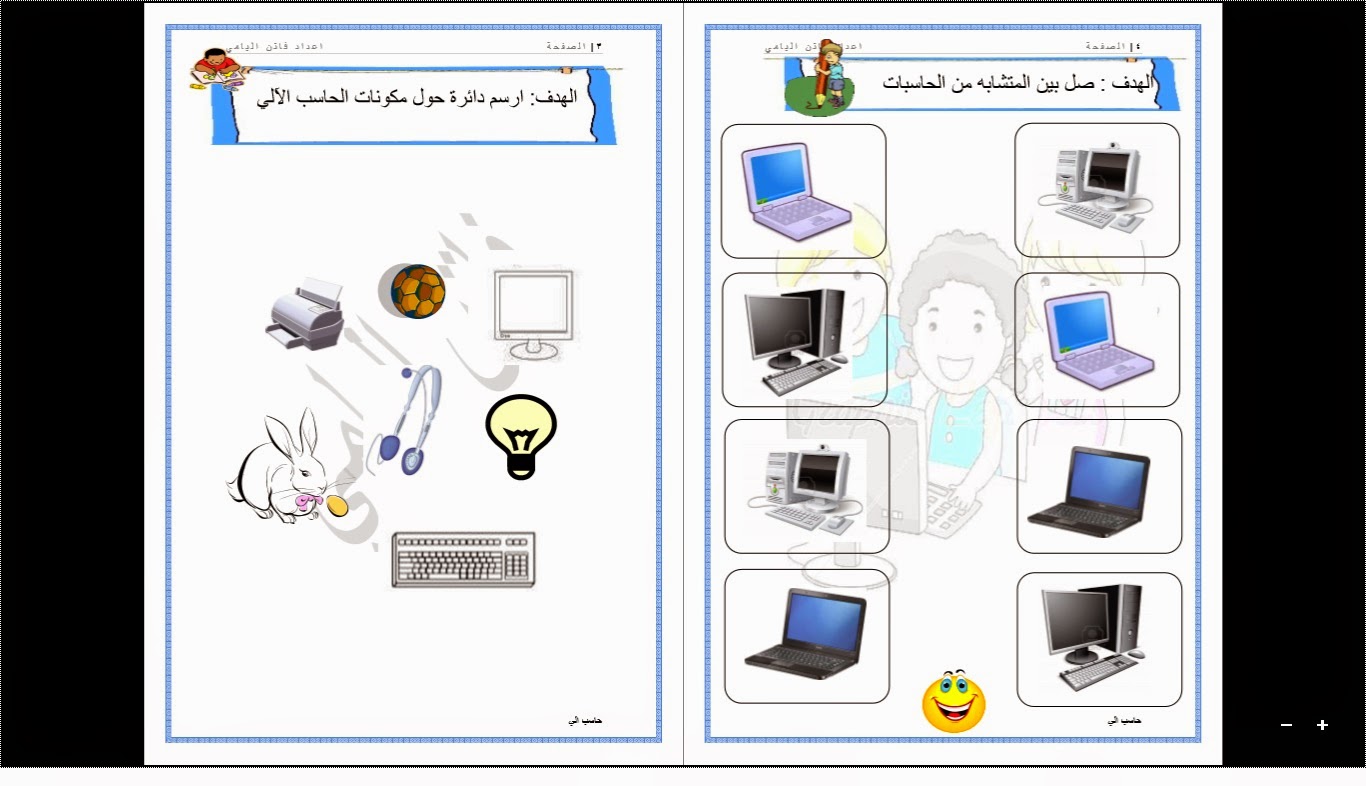 ٣ | الصفحة
اعداد فاتن اليامي
الهدف: ارسم دائرة حول مكونات الحاسب الآلي
حاسب الي
٤ | الصفحة
اعداد فاتن اليامي
الهدف : صل بين المتشابه من الحاسبات
حاسب الي